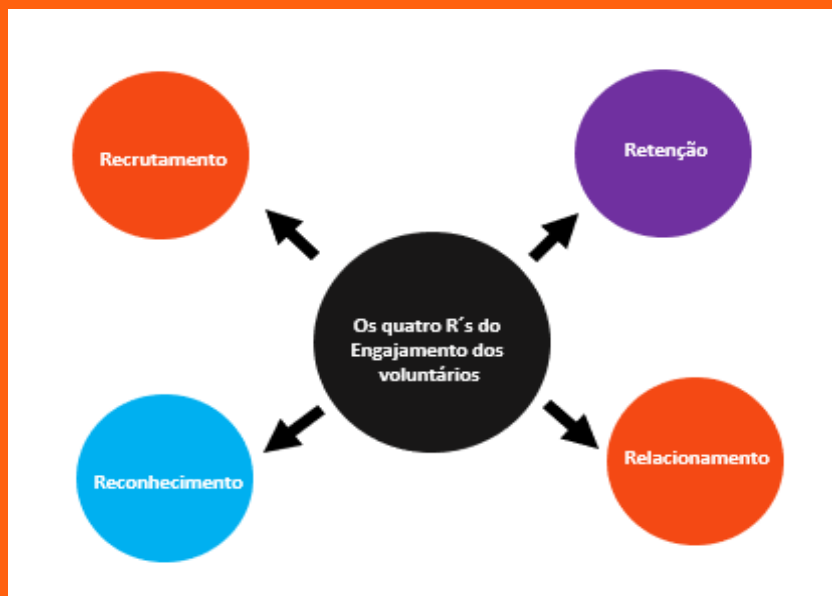 Recrutamento
Retenção
Os quatro R´s do
Engajamento dos
voluntários
Reconhecimento
Relacionamento